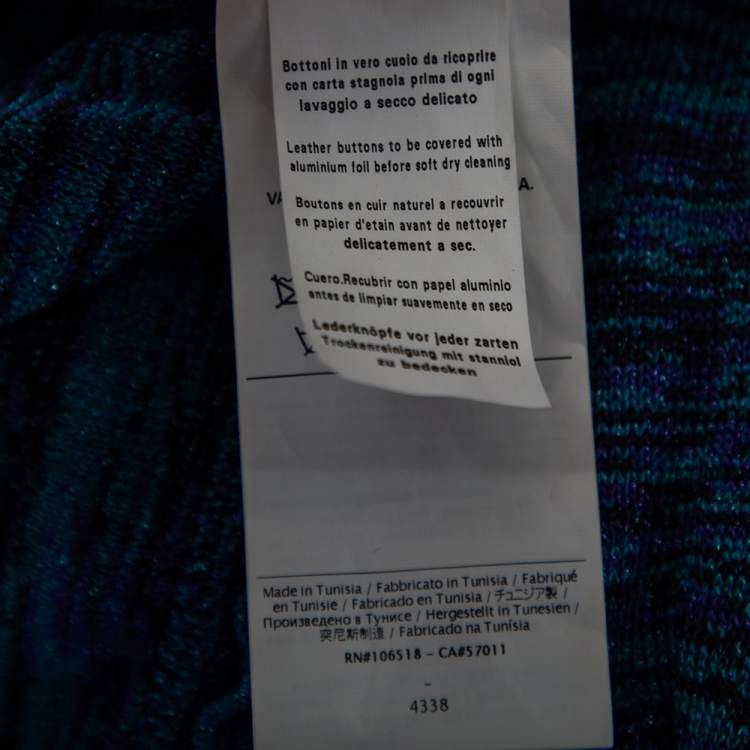 Bottoni in vero cuoio da ricoprire
con carta stagnola prima di ogni
lavaggio a secco delicato
Leather buttons to be covered with
aluminium foil before soft dry cleaning
Boutons en cuir naturel a recouvrir
en papier d'etain avant de nettoyer
delicatement a sec.
Cuero.Recubrir con papel aluminio
antes de limpiar suavemente en seco
Lederknöpfe vor jeder zarten
Trockenreinigung mit stanniol
zu bedecken
Made in Tunisia / Fabbricato in Tunisia / Fabriqué
en Tunisie / Fabricado en Tunisia / チュニジア製 /
Произведено в Тунисе / Hergestellt in Tunesien /
突尼斯制造 / Fabricado na Tunísia
RN#106518 - CA#57011
-
4338